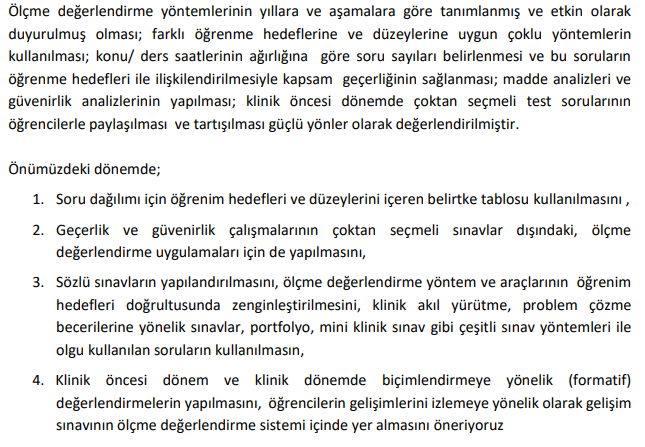 Ölçme değerlendirme yöntemlerinin yıllara ve aşamalara göre tanımlanmış ve etkin olarak
duyurulmuş olması; farklı öğrenme hedeflerine ve düzeylerine uygun çoklu yöntemlerin
kullanılması; konu/ ders saatlerinin ağırlığına göre soru sayıları belirlenmesi ve bu soruların
öğrenme hedefleri ile ilişkilendirilmesiyle kapsam geçerliğinin sağlanması; madde analizleri ve
güvenirlik analizlerinin yapılması; klinik öncesi dönemde çoktan seçmeli test sorularının
öğrencilerle paylaşılması ve tartışılması güçlü yönler olarak değerlendirilmiştir.
Önümüzdeki dönemde;
1. Soru dağılımı için öğrenim hedefleri ve düzeylerini içeren belirtke tablosu kullanılmasını ,
2. Geçerlik ve güvenirlik çalışmalarının çoktan seçmeli sınavlar dışındaki, ölçme
değerlendirme uygulamaları için de yapılmasını,
3. Sözlü sınavların yapılandırılmasını, ölçme değerlendirme yöntem ve araçlarının öğrenim
hedefleri doğrultusunda zenginleştirilmesini, klinik akıl yürütme, problem çözme
becerilerine yönelik sınavlar, portfolyo, mini klinik sınav gibi çeşitli sınav yöntemleri ile
olgu kullanılan soruların kullanılmasın,
4. Klinik öncesi dönem ve klinik dönemde biçimlendirmeye yönelik (formatif)
değerlendirmelerin yapılmasını, öğrencilerin gelişimlerini izlemeye yönelik olarak gelişim
sınavının ölçme değerlendirme sistemi içinde yer almasını öneriyoruz